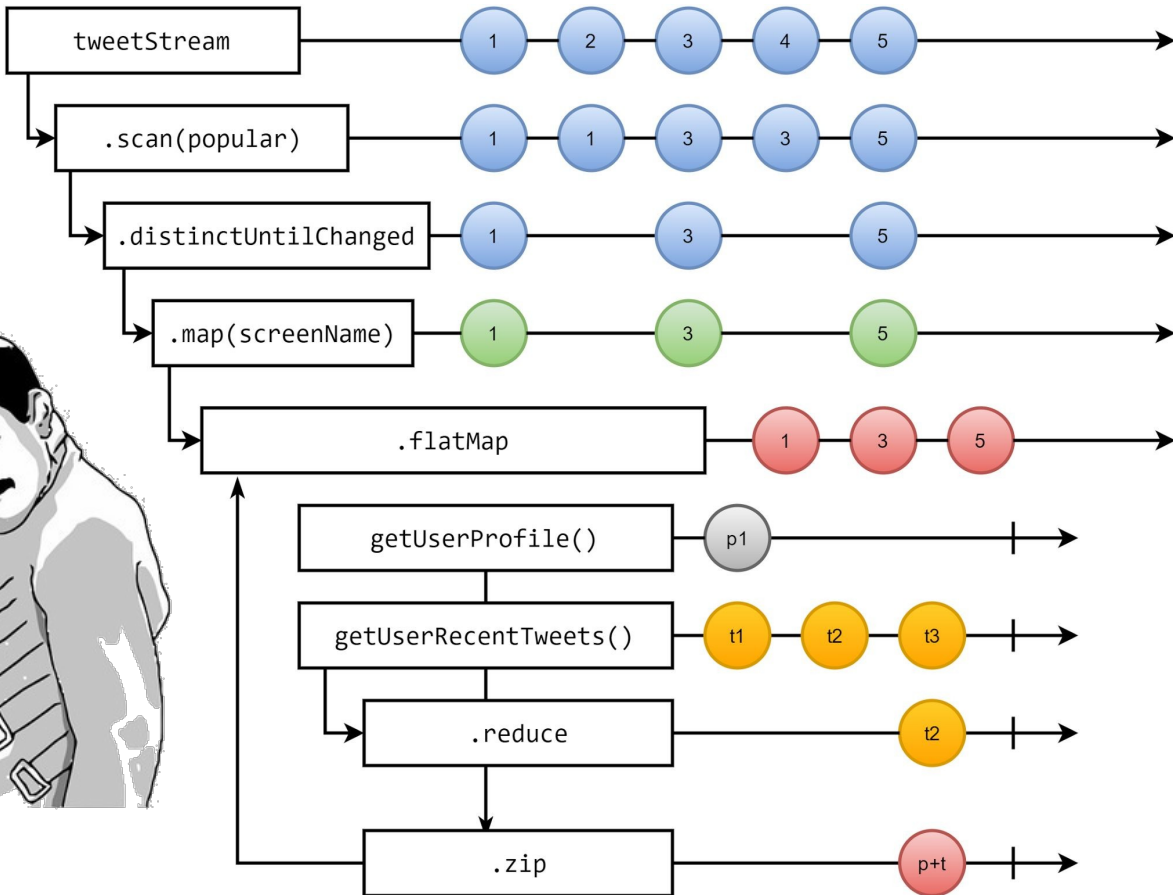 tweetStream 1 2 3 4 5
.scan(popular) 1 1 3 3 5
.distinctUntilChanged 1 3 5
.map(screenName) 1 3 5
.flatMap 1 3 5
getUserProfile() p1
getUserRecentTweets() t1 t2 t3
.reduce t2
.zip p+t